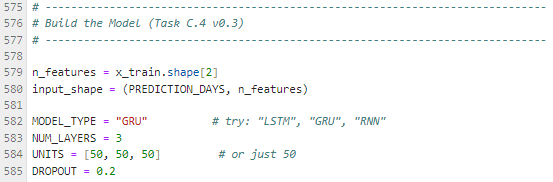 575 # -----------------------------------------------------------------------------
576 # Build the Model (Task C.4 v0.3)
577 # -----------------------------------------------------------------------------
578
579 n_features = x_train.shape[2]
580 input_shape = (PREDICTION_DAYS, n_features)
581
582 MODEL_TYPE = "GRU" # try: "LSTM", "GRU", "RNN"
583 NUM_LAYERS = 3
584 UNITS = [50, 50, 50] # or just 50
585 DROPOUT = 0.2